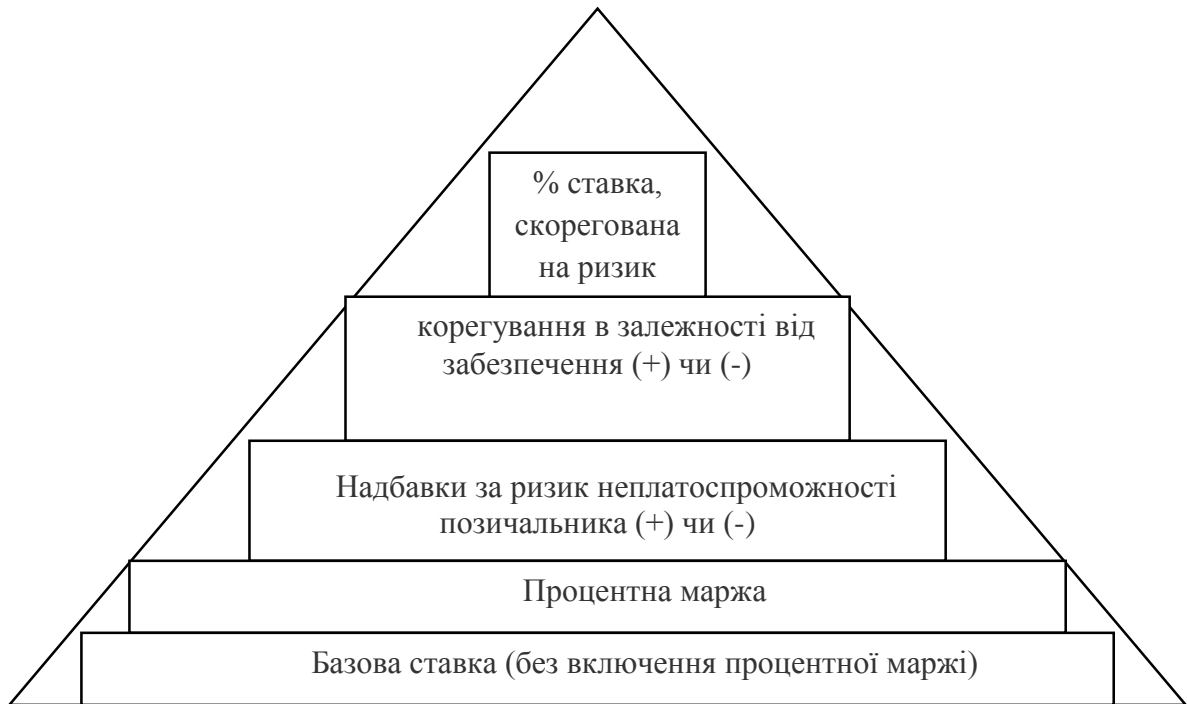 % ставка,
скорегована
на ризик
корегування в залежності від
забезпечення (+) чи (-)
Надбавки за ризик неплатоспроможності
позичальника (+) чи (-)
Процентна маржа
Базова ставка (без включення процентної маржі)